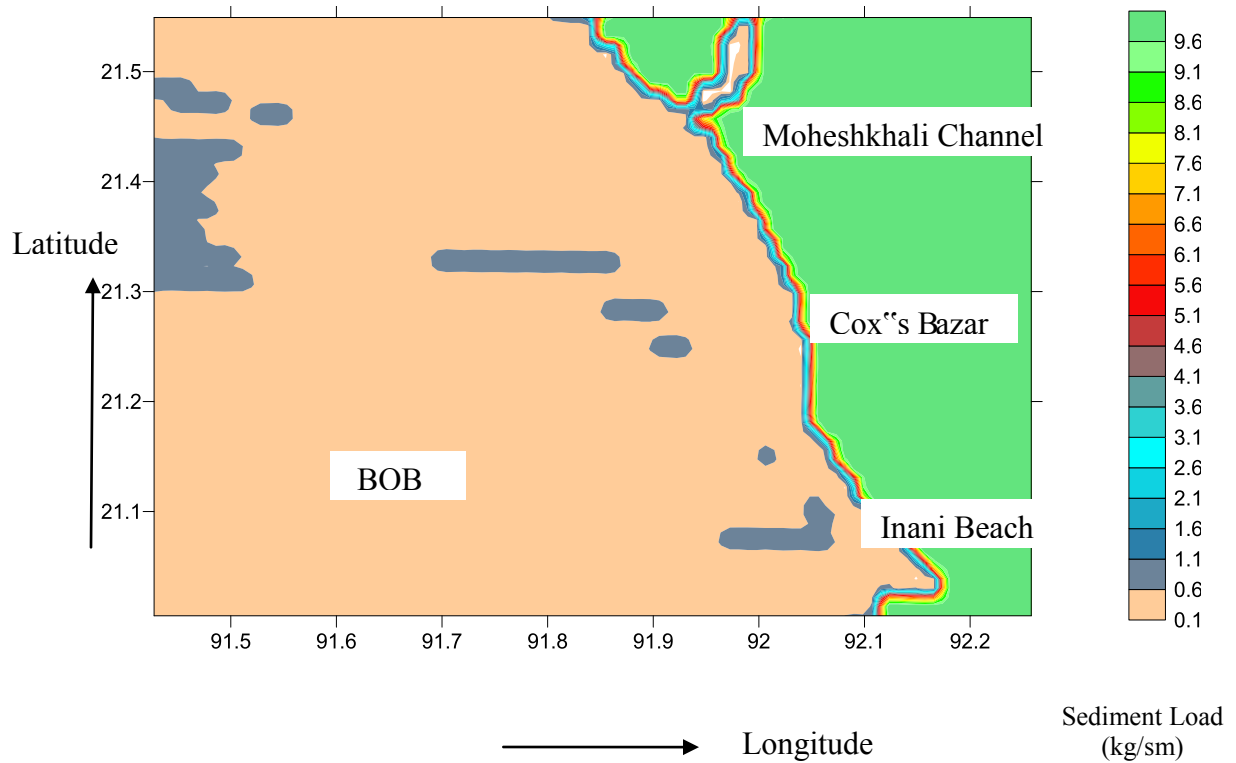 9.6
9.1
8.6
8.1
7.6
7.1
6.6
6.1
5.6
5.1
4.6
4.1
3.6
3.1
2.6
2.1
1.6
1.1
0.6
0.1
21.5
21.4
21.3
21.2
21.1
Latitude
Moheshkhali Channel
Cox‟s Bazar
BOB
Inani Beach
91.5 91.6 91.7 91.8 91.9 92 92.1 92.2
Longitude
Sediment Load
(kg/sm)